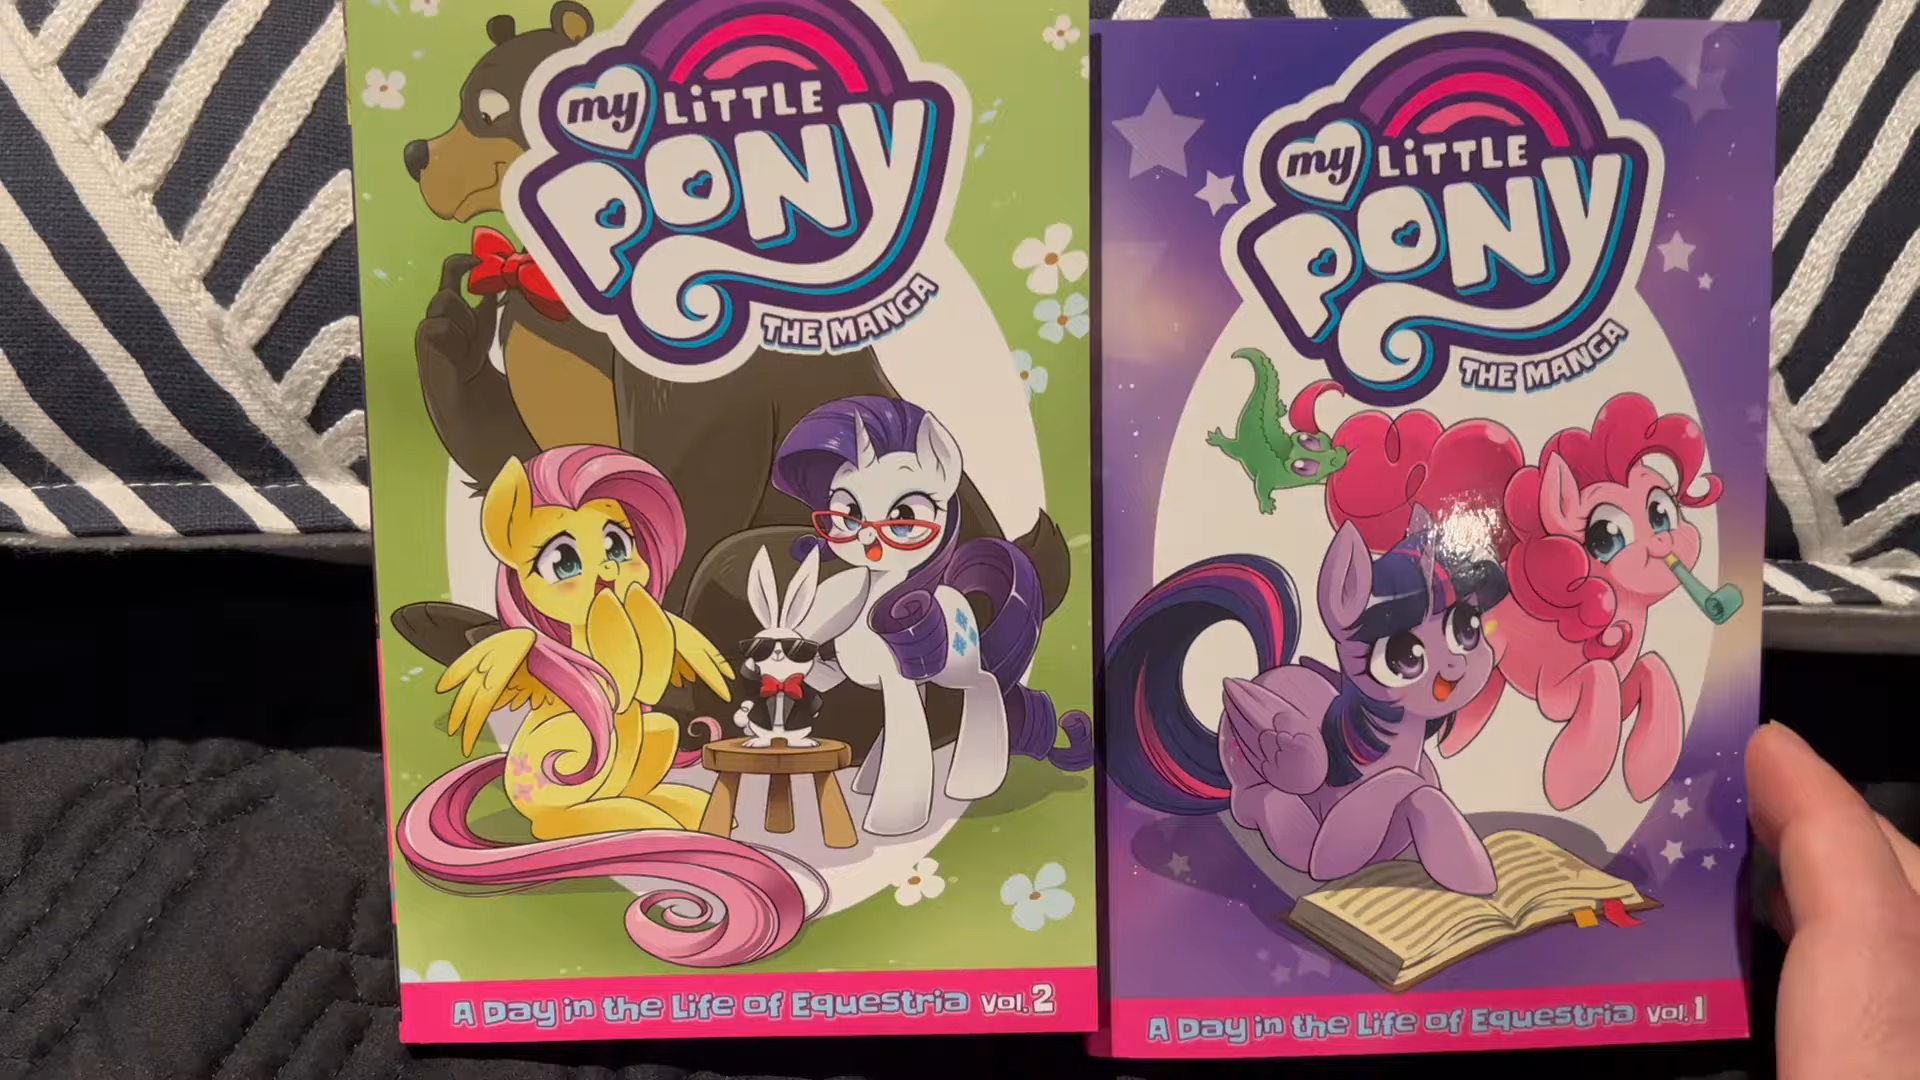 my LiTTLE
PONY
THE MANGA
A Day in the Life of Equestria Vol. 2
my LiTTLE
PONY
THE MANGA
A Day in the Life of Equestria Vol. 1